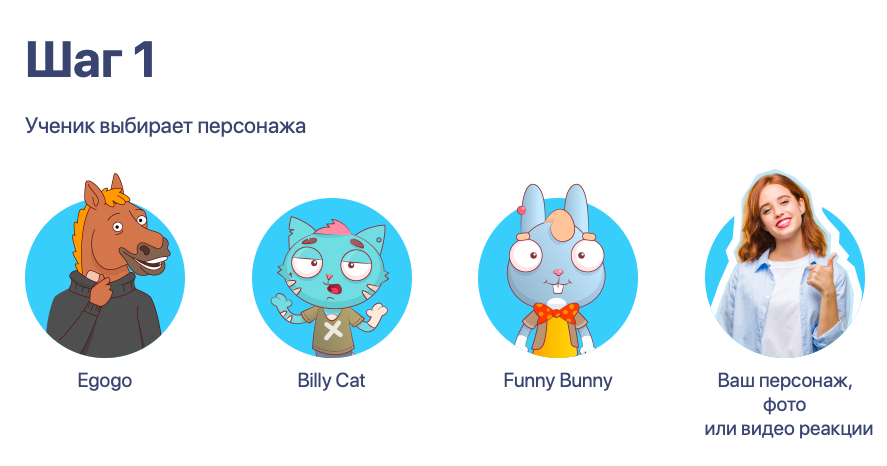 Шаг 1
Ученик выбирает персонажа
Egogo
Billy Cat
Funny Bunny
Ваш персонаж,
фото
или видео реакции